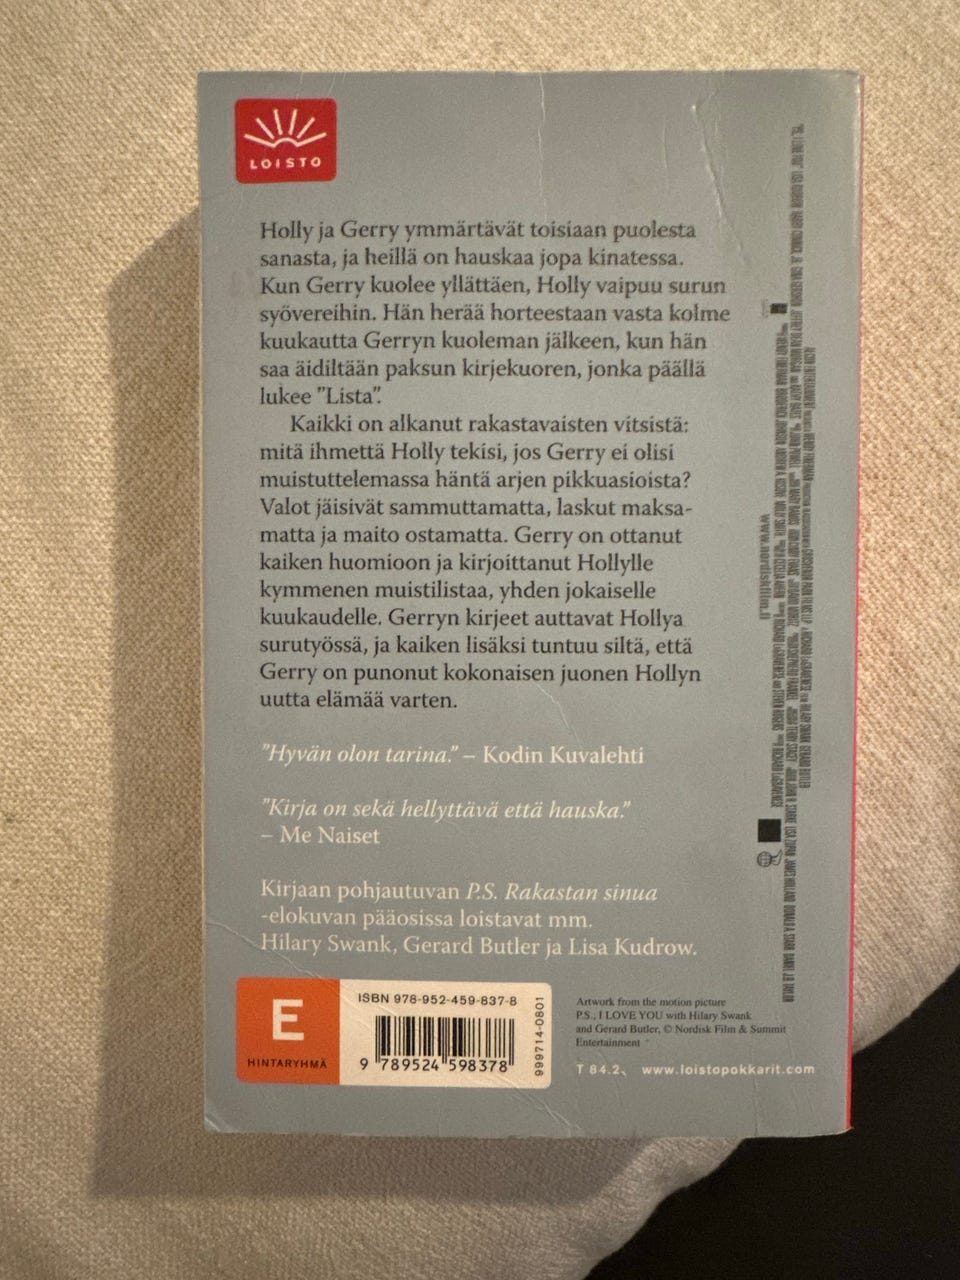 LOISTO
Holly ja Gerry ymmärtävät toisiaan puolesta
sanasta, ja heillä on hauskaa jopa kinatessa.
Kun Gerry kuolee yllättäen, Holly vaipuu surun
syövereihin. Hän herää horteestaan vasta kolme
kuukautta Gerryn kuoleman jälkeen, kun hän
saa äidiltään paksun kirjekuoren, jonka päällä
lukee ”Lista”.
Kaikki on alkanut rakastavaisten vitsistä:
mitä ihmettä Holly tekisi, jos Gerry ei olisi
muistuttelemassa häntä arjen pikkuasioista?
Valot jäisivät sammuttamatta, laskut maksa-
matta ja maito ostamatta. Gerry on ottanut
kaiken huomioon ja kirjoittanut Hollylle
kymmenen muistilistaa, yhden jokaiselle
kuukaudelle. Gerryn kirjeet auttavat Hollya
surutyössä, ja kaiken lisäksi tuntuu siltä, että
Gerry on punonut kokonaisen juonen Hollyn
uutta elämää varten.
”Hyvän olon tarina.” – Kodin Kuvalehti
”Kirja on sekä hellyttävä että hauska.”
– Me Naiset
Kirjaan pohjautuvan P.S. Rakastan sinua
-elokuvan pääosissa loistavat mm.
Hilary Swank, Gerard Butler ja Lisa Kudrow.
E
HINTARYHMÄ
ISBN 978-952-459-837-8
9 789524 598378
999714-0801
Artwork from the motion picture
P.S., I LOVE YOU with Hilary Swank
and Gerard Butler, © Nordisk Film & Summit
Entertainment
T 84.2 www.loistopokkarit.com
www.nordiskfilm.fi